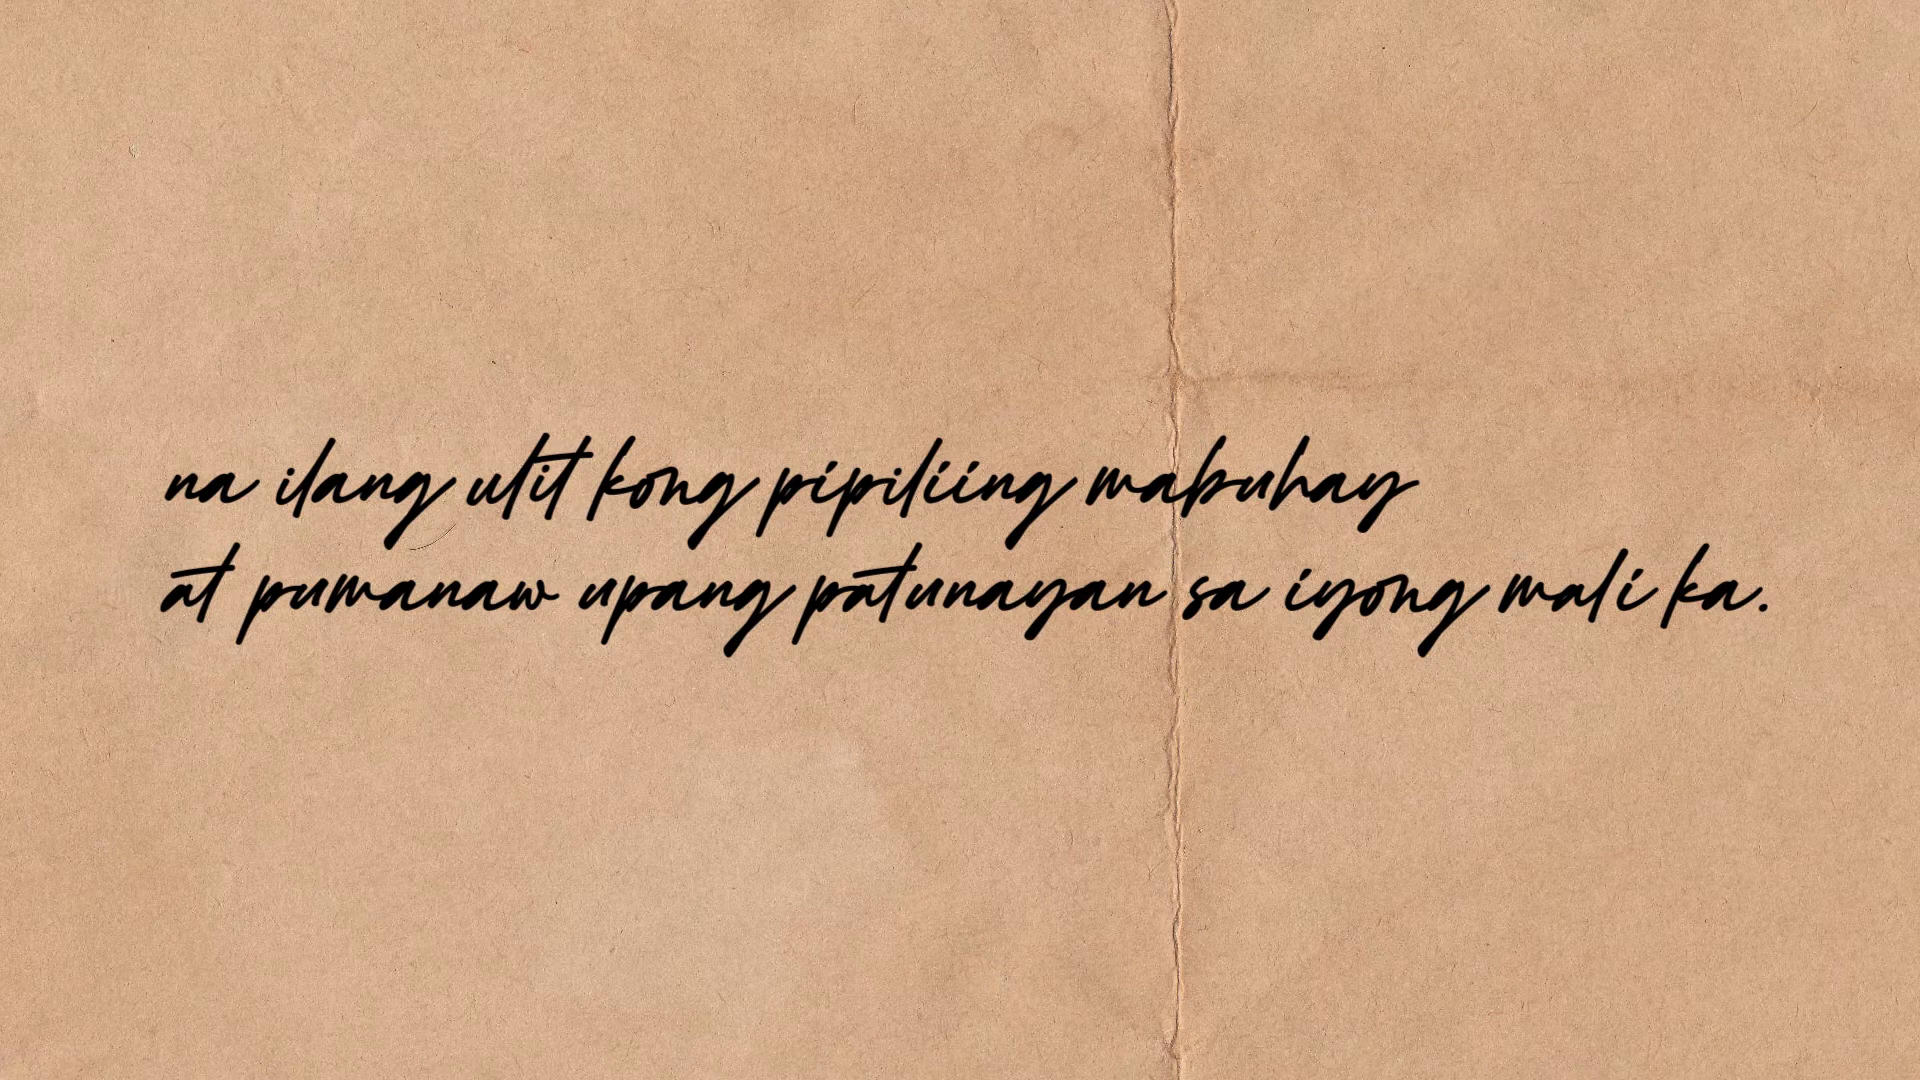 na ilang ulit kong pipiliing mabuhay
at pumanaw upang patunayan sa iyong mali ka.